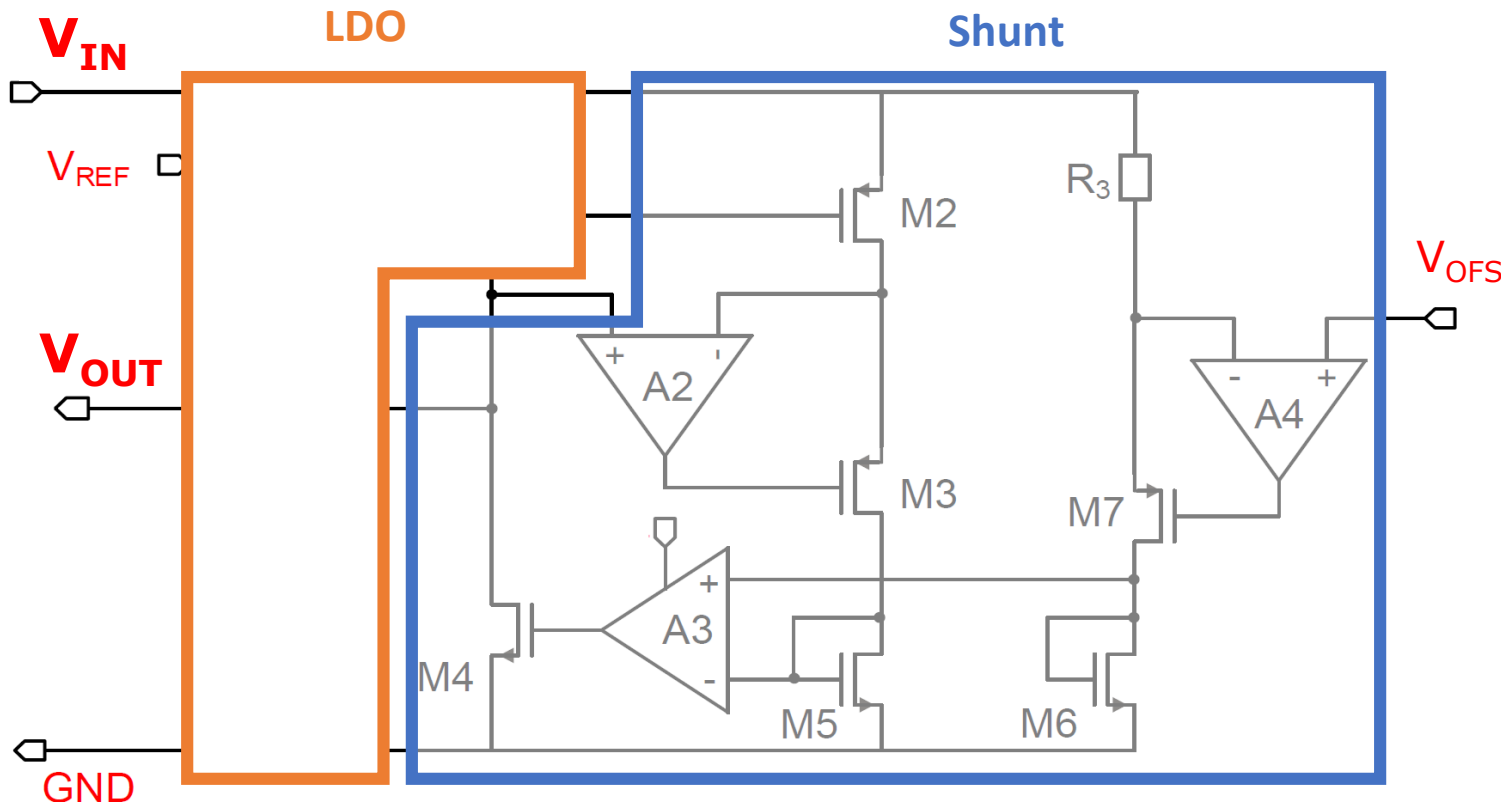 LDO
Shunt
VIN
VREF
R3
M2
VOFS
+
-
A2
VOUT
-
+
A4
M3
M7
+
A3
-
M4
M5
M6
GND